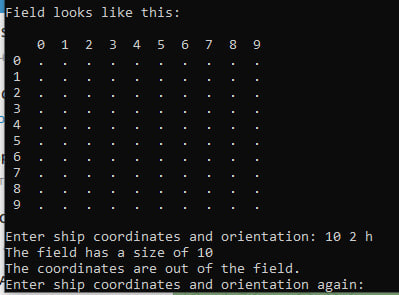 Field looks like this:
0 1 2 3 4 5 6 7 8 9
0 . . . . . . . . . .
1 . . . . . . . . . .
2 . . . . . . . . . .
3 . . . . . . . . . .
4 . . . . . . . . . .
5 . . . . . . . . . .
6 . . . . . . . . . .
7 . . . . . . . . . .
8 . . . . . . . . . .
9 . . . . . . . . . .
Enter ship coordinates and orientation: 10 2 h
The field has a size of 10
The coordinates are out of the field.
Enter ship coordinates and orientation again: